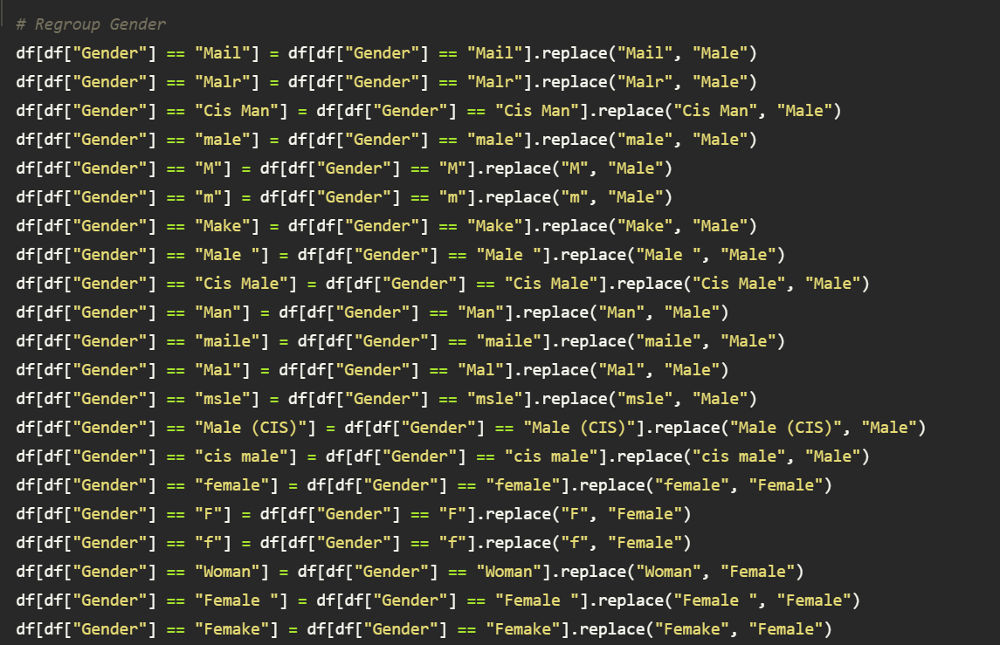 # Regroup Gender
df[df["Gender"] == "Mail"] = df[df["Gender"] == "Mail"].replace("Mail", "Male")
df[df["Gender"] == "Malr"] = df[df["Gender"] == "Malr"].replace("Malr", "Male")
df[df["Gender"] == "Cis Man"] = df[df["Gender"] == "Cis Man"].replace("Cis Man", "Male")
df[df["Gender"] == "male"] = df[df["Gender"] == "male"].replace("male", "Male")
df[df["Gender"] == "M"] = df[df["Gender"] == "M"].replace("M", "Male")
df[df["Gender"] == "m"] = df[df["Gender"] == "m"].replace("m", "Male")
df[df["Gender"] == "Make"] = df[df["Gender"] == "Make"].replace("Make", "Male")
df[df["Gender"] == "Male "] = df[df["Gender"] == "Male "].replace("Male ", "Male")
df[df["Gender"] == "Cis Male"] = df[df["Gender"] == "Cis Male"].replace("Cis Male", "Male")
df[df["Gender"] == "Man"] = df[df["Gender"] == "Man"].replace("Man", "Male")
df[df["Gender"] == "maile"] = df[df["Gender"] == "maile"].replace("maile", "Male")
df[df["Gender"] == "Mal"] = df[df["Gender"] == "Mal"].replace("Mal", "Male")
df[df["Gender"] == "msle"] = df[df["Gender"] == "msle"].replace("msle", "Male")
df[df["Gender"] == "Male (CIS)"] = df[df["Gender"] == "Male (CIS)"].replace("Male (CIS)", "Male")
df[df["Gender"] == "cis male"] = df[df["Gender"] == "cis male"].replace("cis male", "Male")
df[df["Gender"] == "female"] = df[df["Gender"] == "female"].replace("female", "Female")
df[df["Gender"] == "F"] = df[df["Gender"] == "F"].replace("F", "Female")
df[df["Gender"] == "f"] = df[df["Gender"] == "f"].replace("f", "Female")
df[df["Gender"] == "Woman"] = df[df["Gender"] == "Woman"].replace("Woman", "Female")
df[df["Gender"] == "Female "] = df[df["Gender"] == "Female "].replace("Female ", "Female")
df[df["Gender"] == "Femake"] = df[df["Gender"] == "Femake"].replace("Femake", "Female")